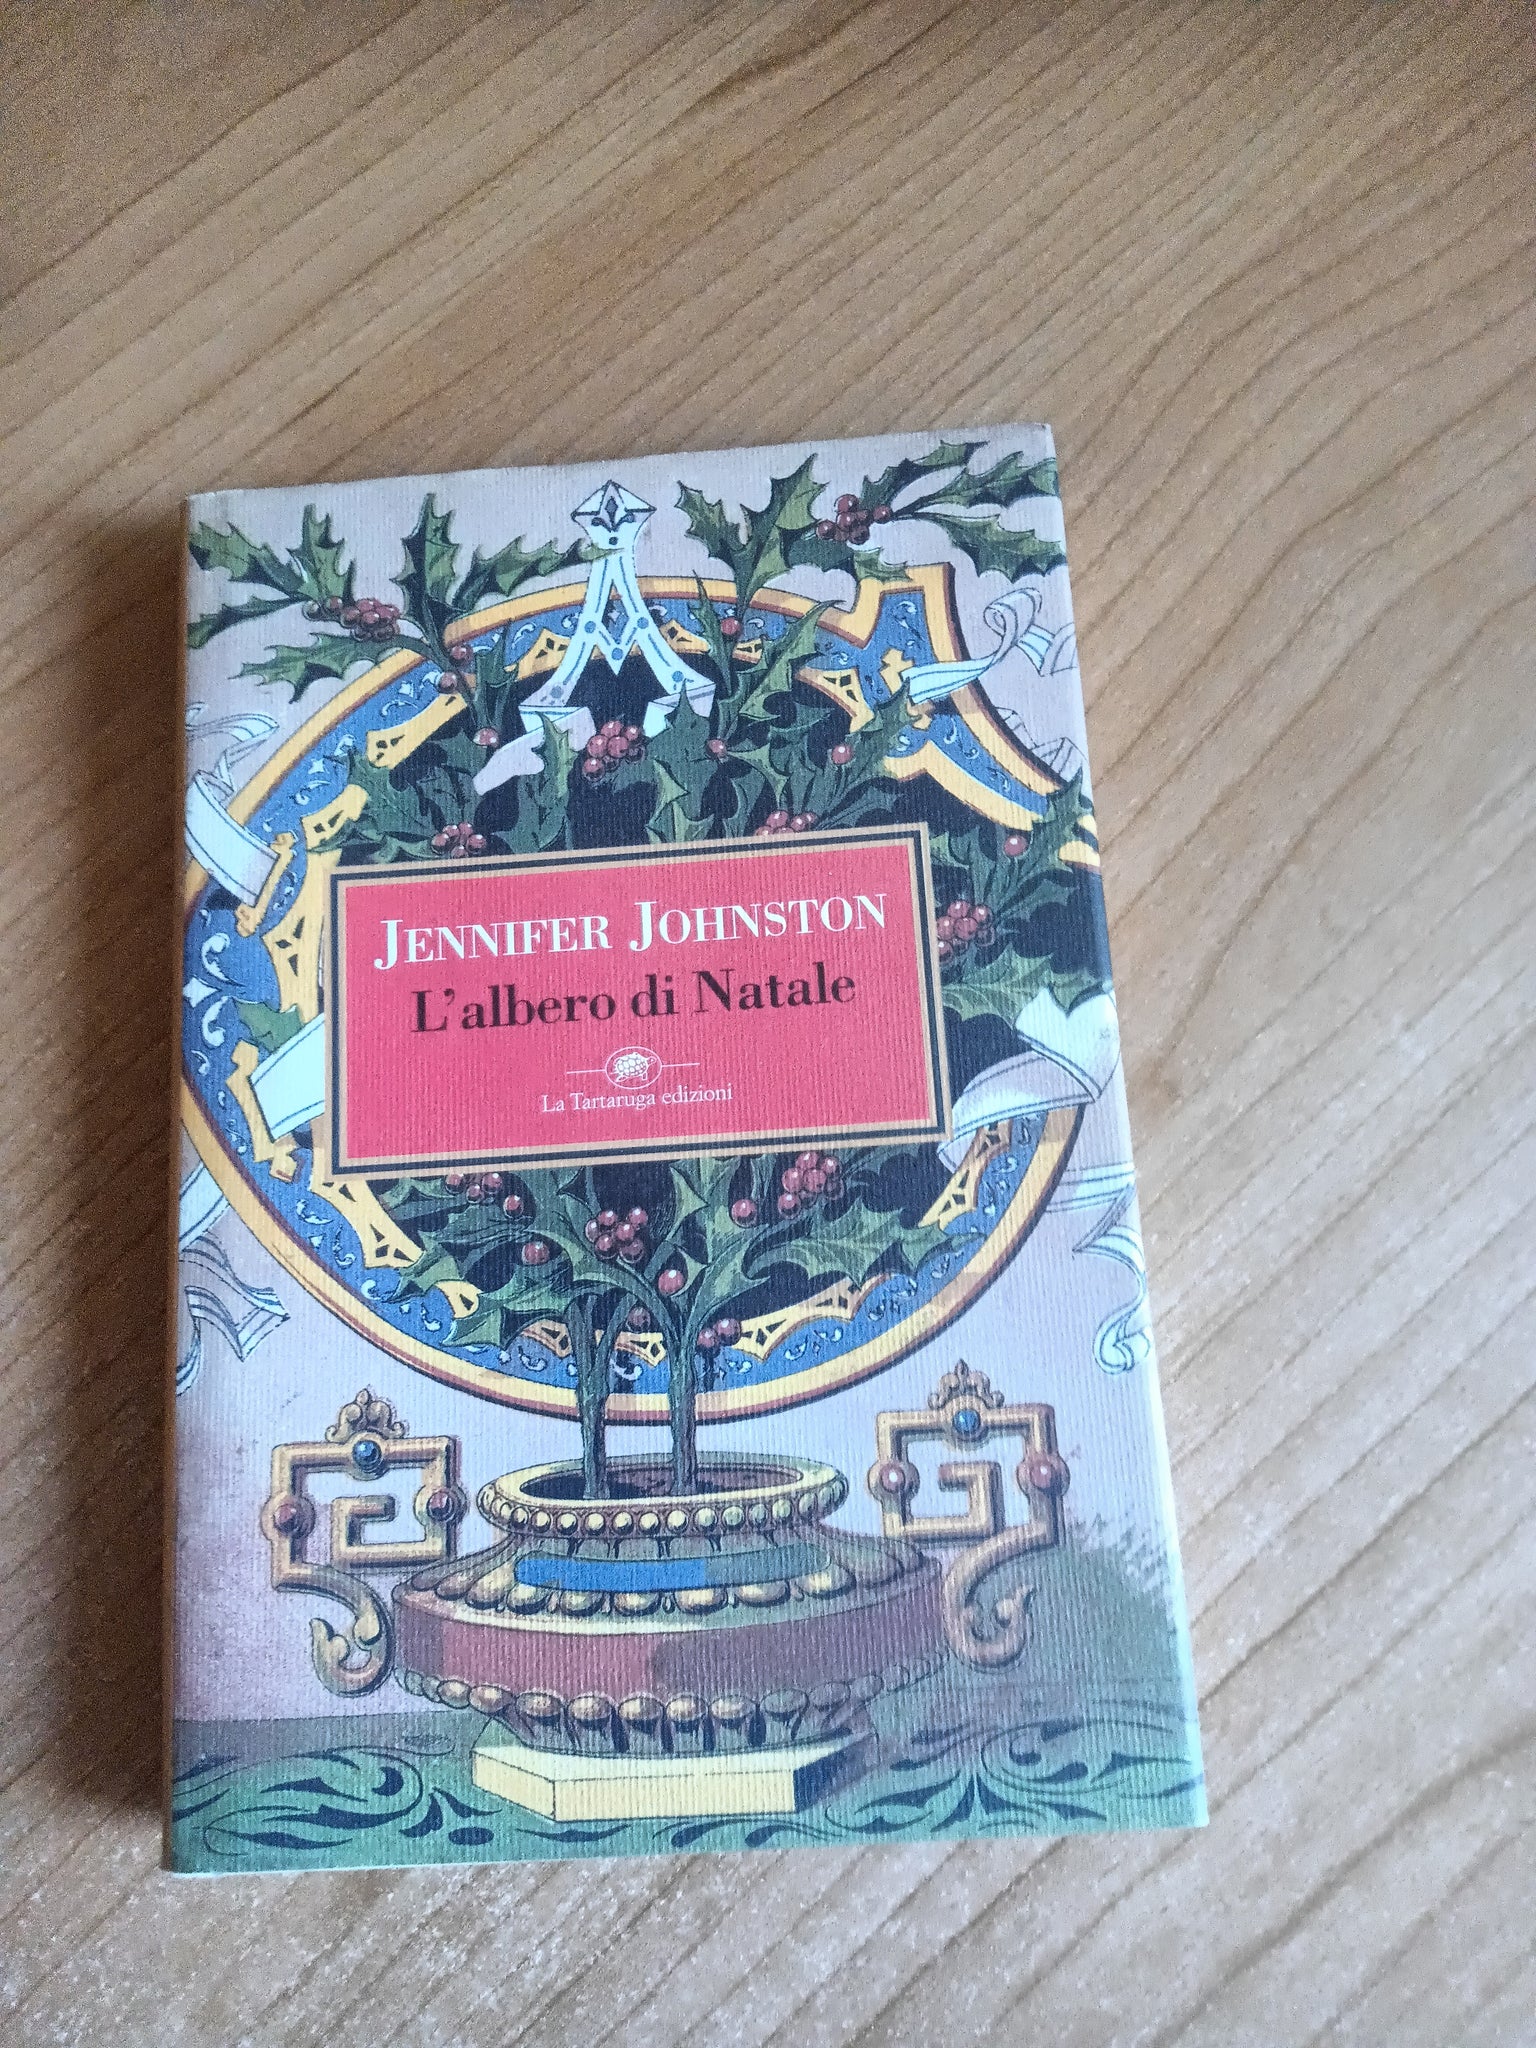 JENNIFER JOHNSTON
L'albero di Natale
La Tartaruga edizioni